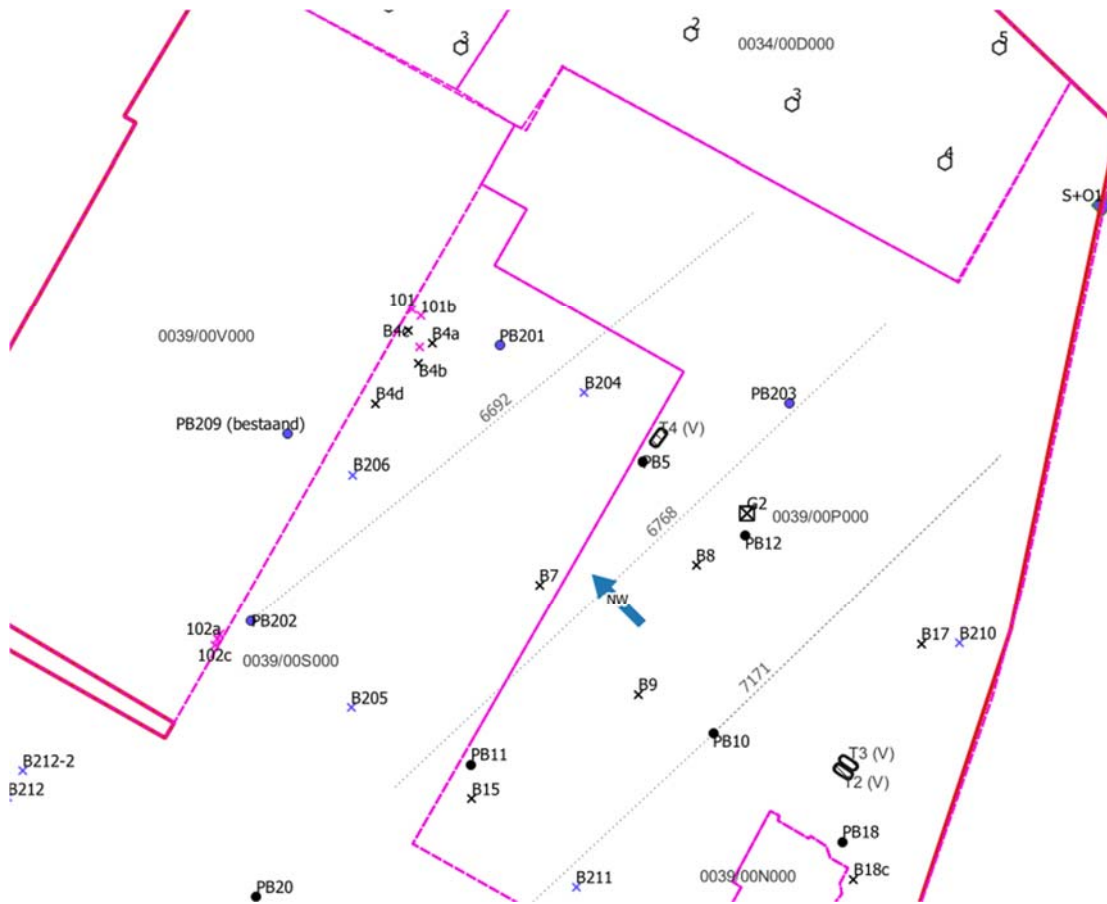 2
5
3
0034/00D000
3
4
S+O1
101
101b
B4c
B4a
PB201
0039/00V000
B4b
B204
B4d
PB203
6692
PB209 (bestaand)
T4 (V)
PB5
B206
G2
6768
0039/00P000
PB12
B8
B7
NW
PB202
102a
B17
B210
102c
0039/00S000
7171
B9
B205
PB10
PB11
T3 (V)
B212-2
T2 (V)
B212
B15
PB18
B18c
0039/00N000
B211
PB20